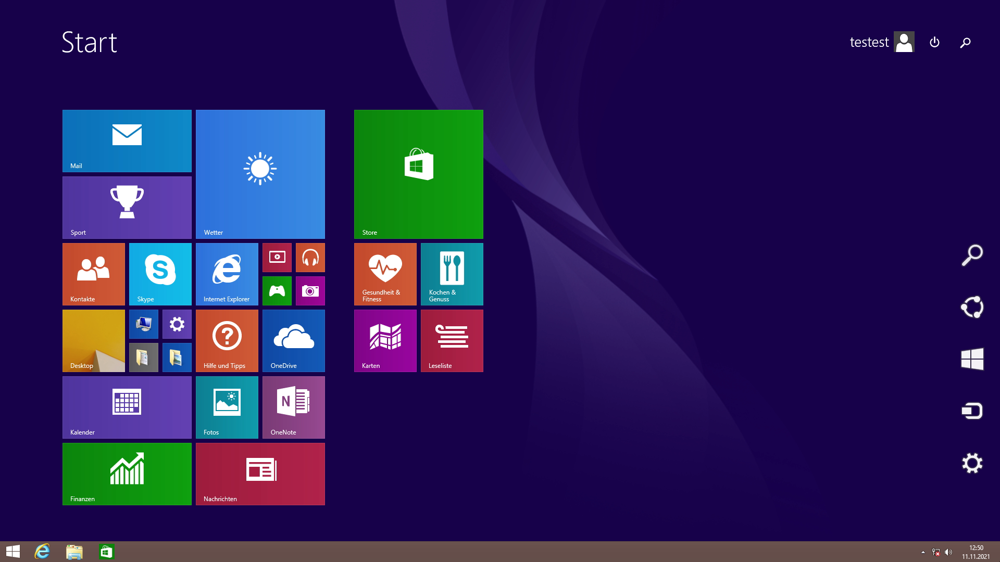 Start
testest
Mail
Sport
Wetter
Store
Kontakte
Skype
Internet Explorer
Gesundheit &
Fitness
Kochen &
Genuss
Desktop
Hilfe und Tipps
OneDrive
Karten
Leseliste
Kalender
Fotos
N
OneNote
Finanzen
Nachrichten
12:50
11.11.2021